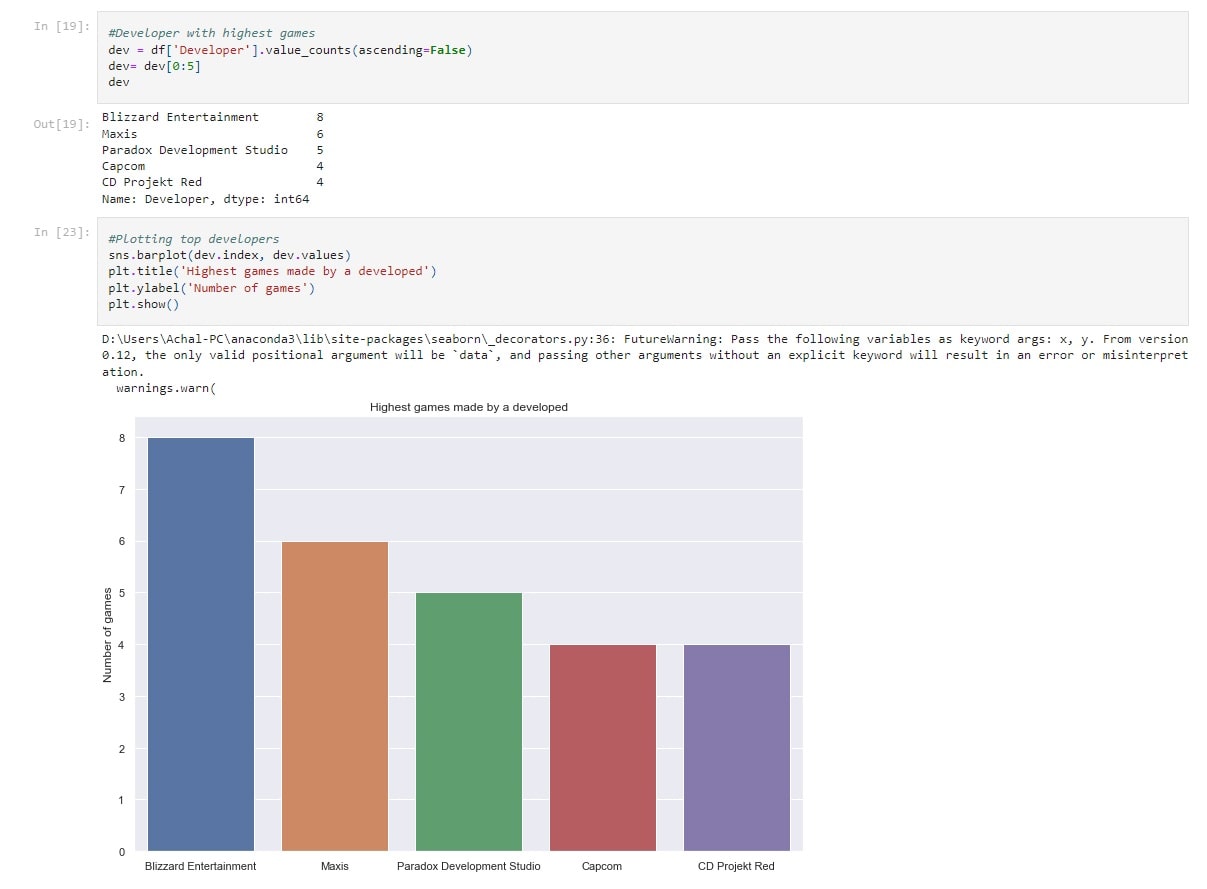 In [19]:
#Developer with highest games
dev = df['Developer'].value_counts(ascending=False)
dev= dev[0:5]
dev
Out[19]:
Blizzard Entertainment 8
Maxis 6
Paradox Development Studio 5
Capcom 4
CD Projekt Red 4
Name: Developer, dtype: int64
In [23]:
#Plotting top developers
sns.barplot(dev.index, dev.values)
plt.title('Highest games made by a developed')
plt.ylabel('Number of games')
plt.show()
D:\Users\Achal-PC\anaconda3\lib\site-packages\seaborn\_decorators.py:36: FutureWarning: Pass the following variables as keyword args: x, y. From version
0.12, the only valid positional argument will be `data`, and passing other arguments without an explicit keyword will result in an error or misinterpret
ation.
warnings.warn(
Highest games made by a developed
Number of games
8
7
6
5
4
3
2
1
0
Blizzard Entertainment Maxis Paradox Development Studio Capcom CD Projekt Red